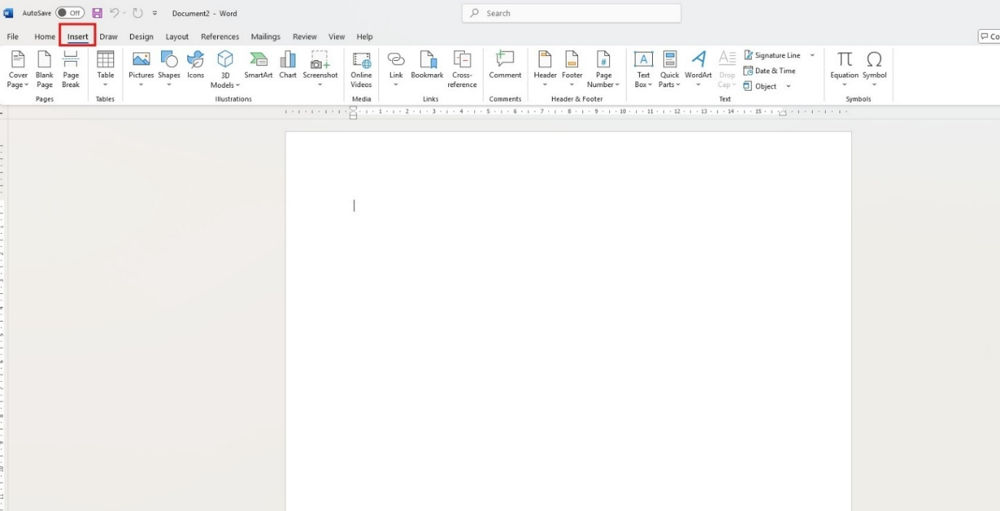 AutoSave Off Document2 - Word Search
File Home Insert Draw Design Layout References Mailings Review View Help Co
Cover Page Blank Page Page Break Table Pictures Shapes Icons 3D Models SmartArt Chart Screenshot Online Videos Link Bookmark Cross-reference Comment Header Footer Page Number Text Box Quick Parts WordArt Drop Cap Signature Line Date & Time Object Equation Symbol
Pages Tables Illustrations Media Links Comments Header & Footer Text Symbols
1 2 3 4 5 6 7 8 9 10 11 12 13 14 15